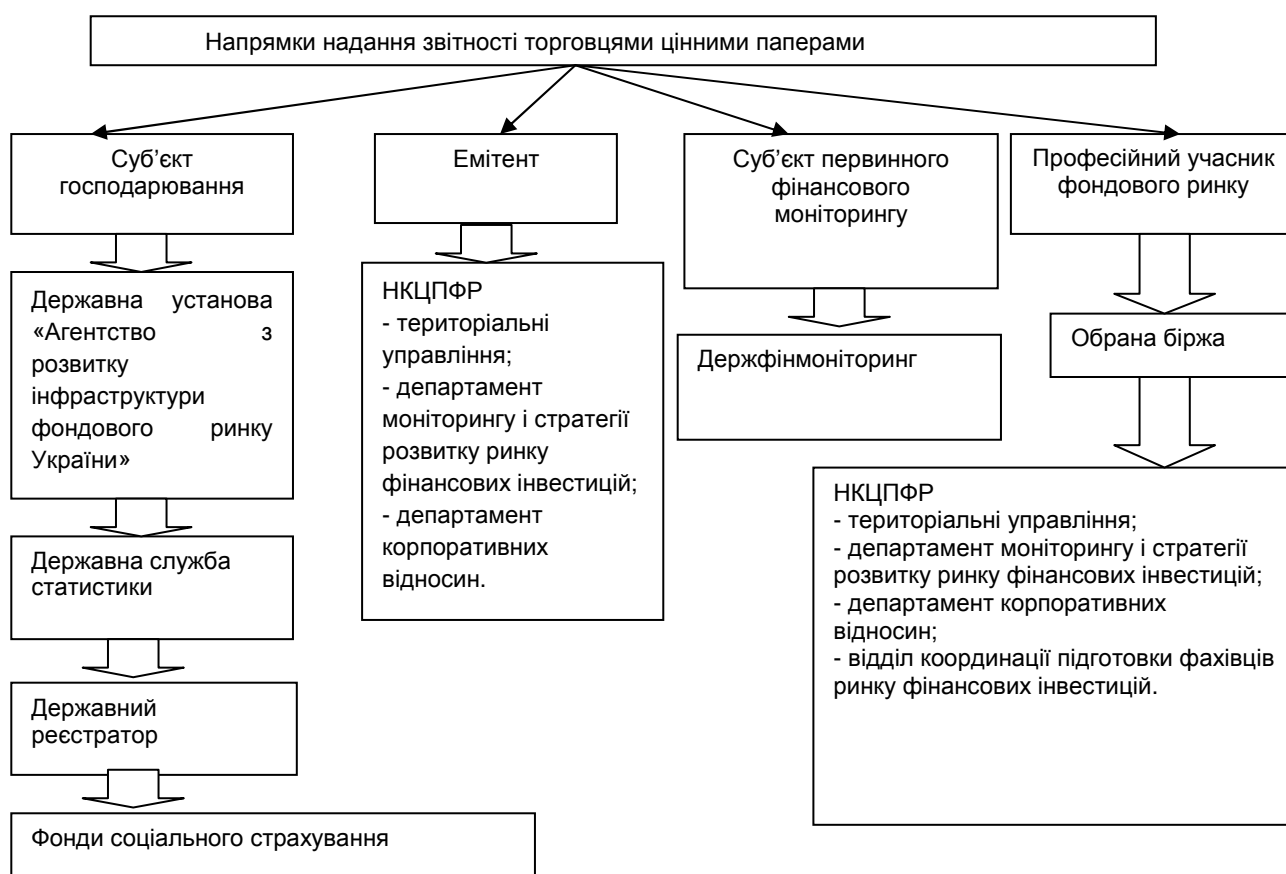 Напрямки надання звітності торговцями цінними паперами
Суб’єкт
господарювання
Емітент
Суб’єкт первинного
фінансового
моніторингу
Професійний учасник
фондового ринку
Державна установа
«Агентство з
розвитку
інфраструктури
фондового ринку
України»
НКЦПФР
- територіальні
управління;
- департамент
моніторингу і стратегії
розвитку ринку
фінансових інвестицій;
- департамент
корпоративних
відносин.
Держфінмоніторинг
Обрана біржа
НКЦПФР
- територіальні управління;
- департамент моніторингу і стратегії
розвитку ринку фінансових інвестицій;
- департамент корпоративних
відносин;
- відділ координації підготовки фахівців
ринку фінансових інвестицій.
Державна служба
статистики
Державний
реєстратор
Фонди соціального страхування